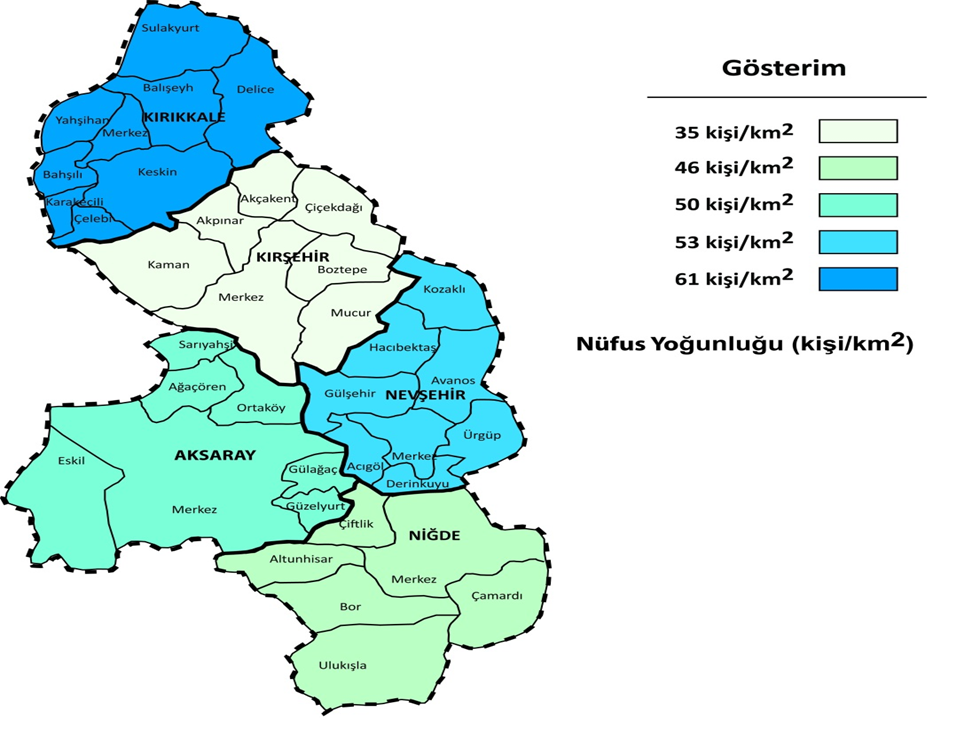 Sulakyurt
Balışeyh
Delice
Yahşihan
KIRIKKALE
Merkez
Keskin
Bahşılı
Karakeçili
Çelebi
Akçakent
Çiçekdağı
Akpınar
Kaman
KIRŞEHİR
Boztepe
Merkez
Mucur
Kozaklı
Hacıbektaş
Avanos
Gülşehir
NEVŞEHİR
Ürgüp
Merkez
Acıgöl
Derinkuyu
Sarıyahşi
Ağaçören
Ortaköy
AKSARAY
Eskil
Gülağaç
Güzelyurt
Merkez
Çiftlik
NİĞDE
Altunhisar
Merkez
Çamardı
Bor
Ulukışla
Gösterim
35 kişi/km²
46 kişi/km²
50 kişi/km²
53 kişi/km²
61 kişi/km²
Nüfus Yoğunluğu (kişi/km²)